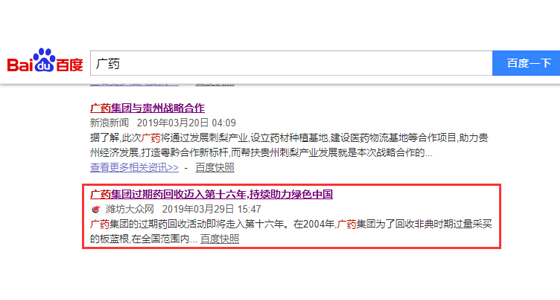 Bai du 百度 广药 百度一下
广药集团与贵州战略合作
新浪新闻 2019年03月20日 04:09
据了解,此次广药将通过发展刺梨产业,设立药材种植基地,建设医药物流基地等合作项目,助力贵
州经济发展,打造粤黔合作新标杆,而帮扶贵州刺梨产业发展就是本次战略合作的...
查看更多相关资讯>> - 百度快照
广药集团过期药回收迈入第十六年,持续助力绿色中国
潍坊大众网 2019年03月29日 15:47
广药集团的过期药回收活动即将走入第十六年。在2004年,广药集团为了回收非典时期过量采买
的板蓝根,在全国范围内... 百度快照